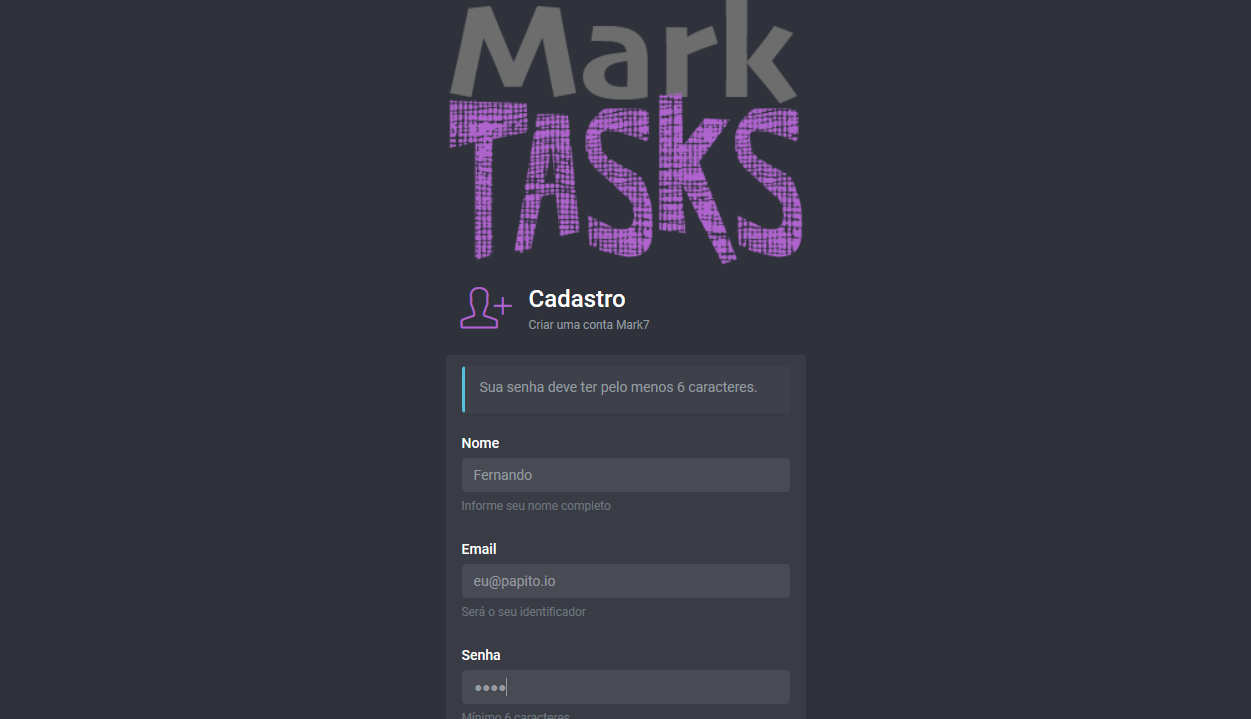 Mark
TASKS
Cadastro
Criar uma conta Mark7
Sua senha deve ter pelo menos 6 caracteres.
Nome
Fernando
Informe seu nome completo
Email
eu@papito.io
Será o seu identificador
Senha
••••
Mínimo 6 caracteres